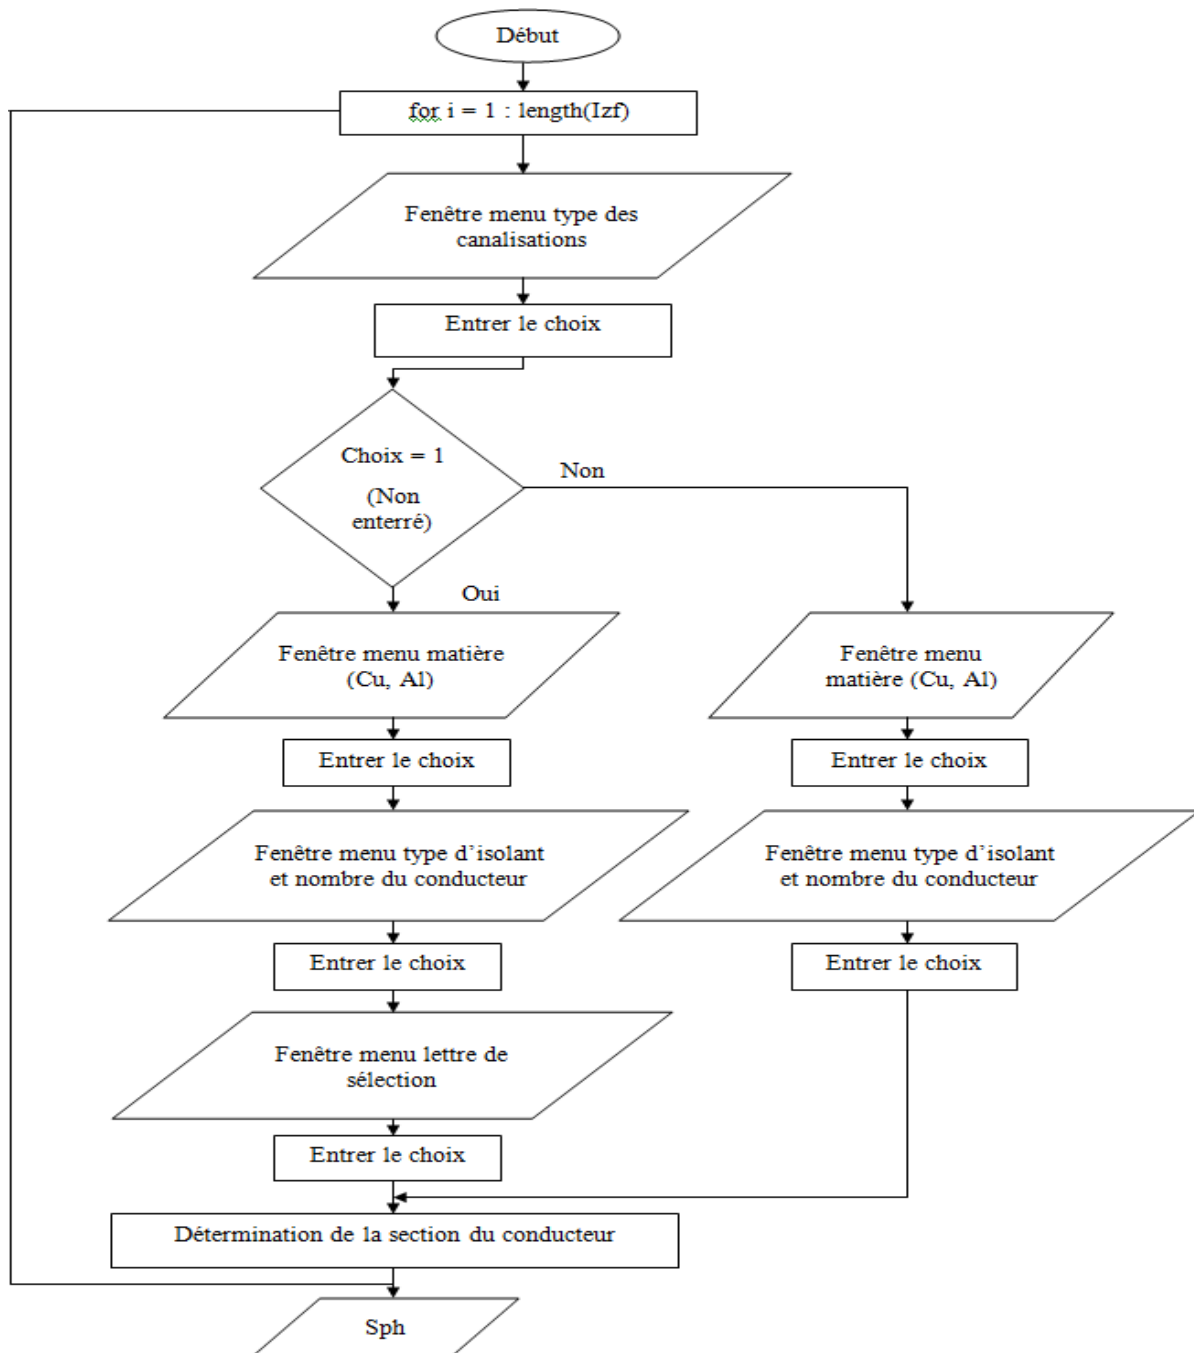 Début
for i = 1 : length(Izf)
Fenêtre menu type des
canalisations
Entrer le choix
Choix = 1
(Non
enterré)
Non
Oui
Fenêtre menu matière
(Cu, Al)
Fenêtre menu
matière (Cu, Al)
Entrer le choix
Entrer le choix
Fenêtre menu type d’isolant
et nombre du conducteur
Fenêtre menu type d’isolant
et nombre du conducteur
Entrer le choix
Entrer le choix
Fenêtre menu lettre de
sélection
Entrer le choix
Détermination de la section du conducteur
Sph